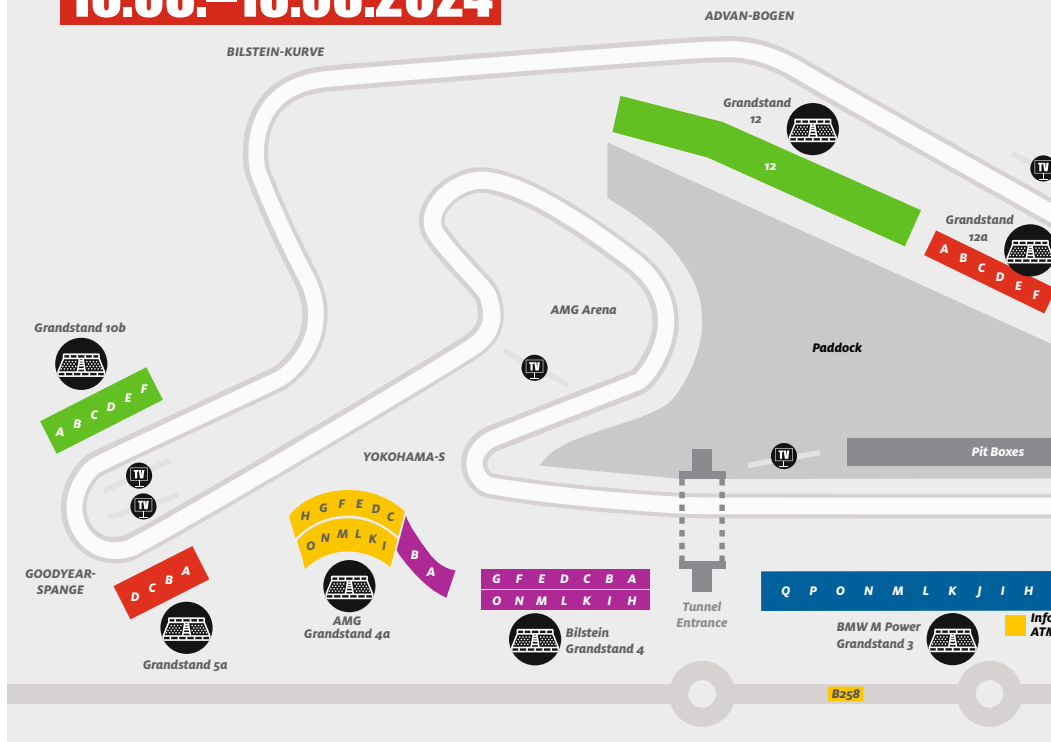 ADVAN-BOGEN
BILSTEIN-KURVE
Grandstand
12
TV
12
Grandstand
12a
A B C D E F
AMG Arena
Grandstand 10b
TV
Paddock
A B C D E F
YOKOHAMA-S
TV
Pit Boxes
TV
TV
H G F E D C
O N M L K I
B A
GOODYEAR-
SPANGE
D C B A
G F E D C B A
O N M L K I H
Q P O N M L K J I H
Tunnel
Entrance
AMG
Grandstand 4a
Bilstein
Grandstand 4
BMW M Power
Grandstand 3
Grandstand 5a
B258